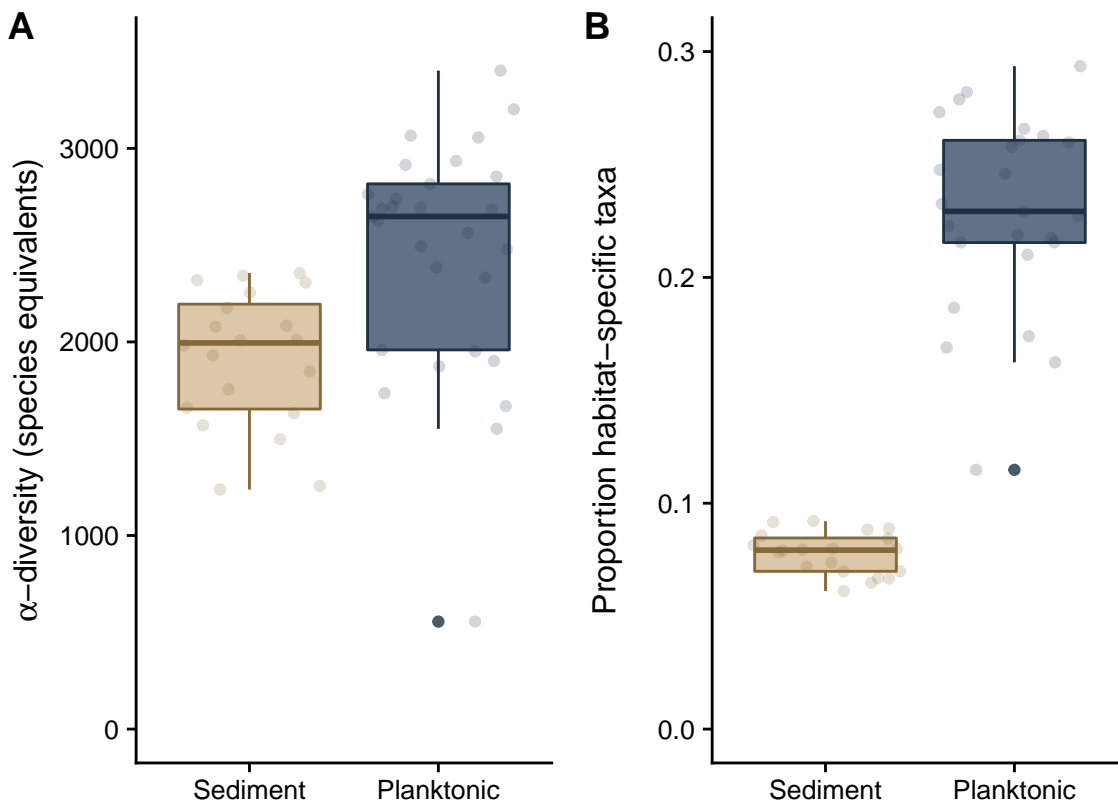 A
α−diversity (species equivalents)
3000
2000
1000
0
Sediment
Planktonic
B
Proportion habitat−specific taxa
0.3
0.2
0.1
0.0
Sediment
Planktonic